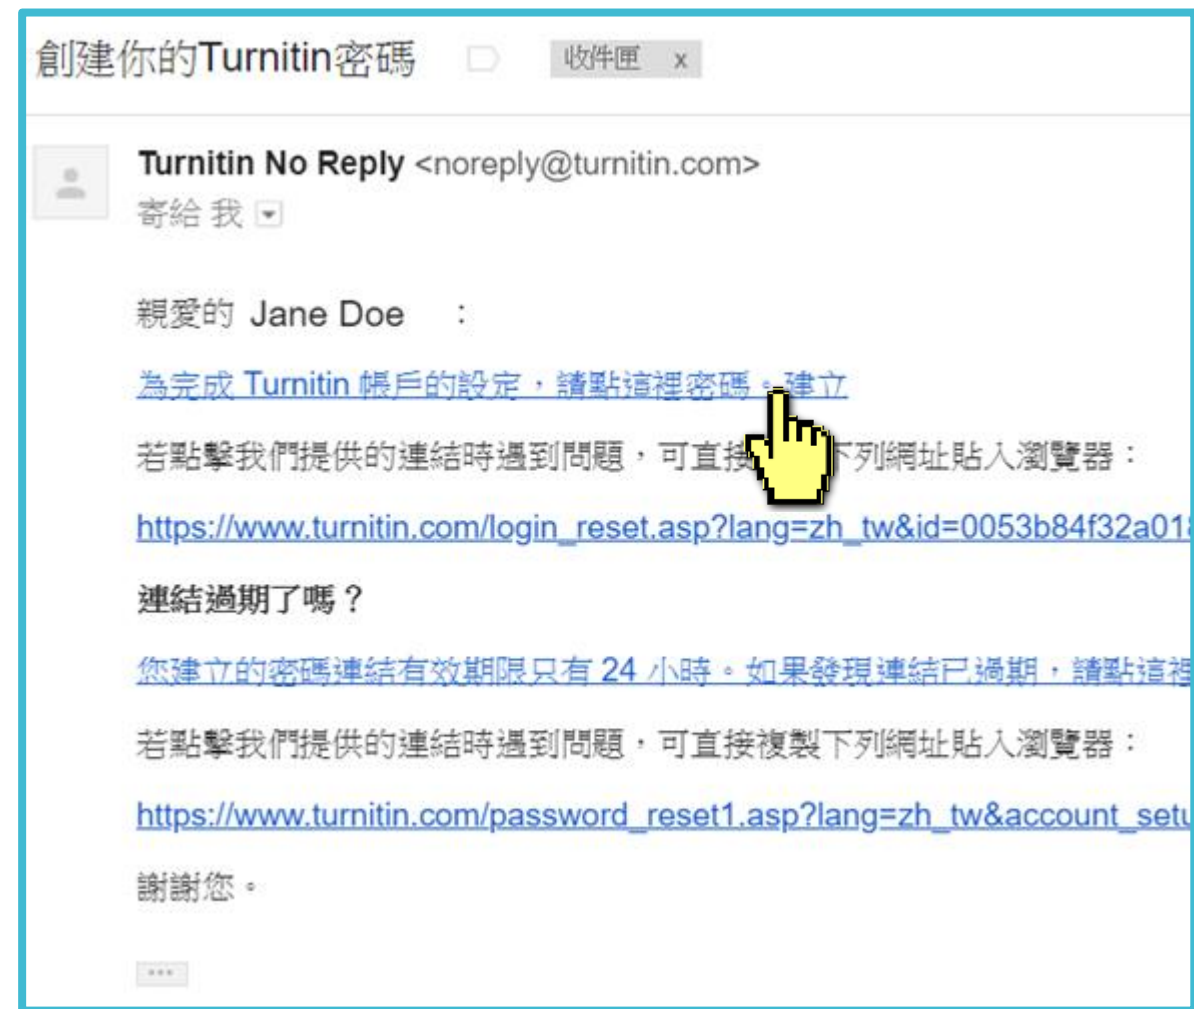 創建你的Turnitin密碼 收件匣 x
Turnitin No Reply <noreply@turnitin.com>
寄給 我
親愛的 Jane Doe ：
為完成 Turnitin 帳戶的設定，請點這裡密碼。建立
若點擊我們提供的連結時遇到問題，可直接 下列網址貼入瀏覽器：
https://www.turnitin.com/login_reset.asp?lang=zh_tw&id=0053b84f32a018
連結過期了嗎？
您建立的密碼連結有效期限只有 24 小時。如果發現連結已過期，請點這裡
若點擊我們提供的連結時遇到問題，可直接複製下列網址貼入瀏覽器：
https://www.turnitin.com/password_reset1.asp?lang=zh_tw&account_setu
謝謝您。